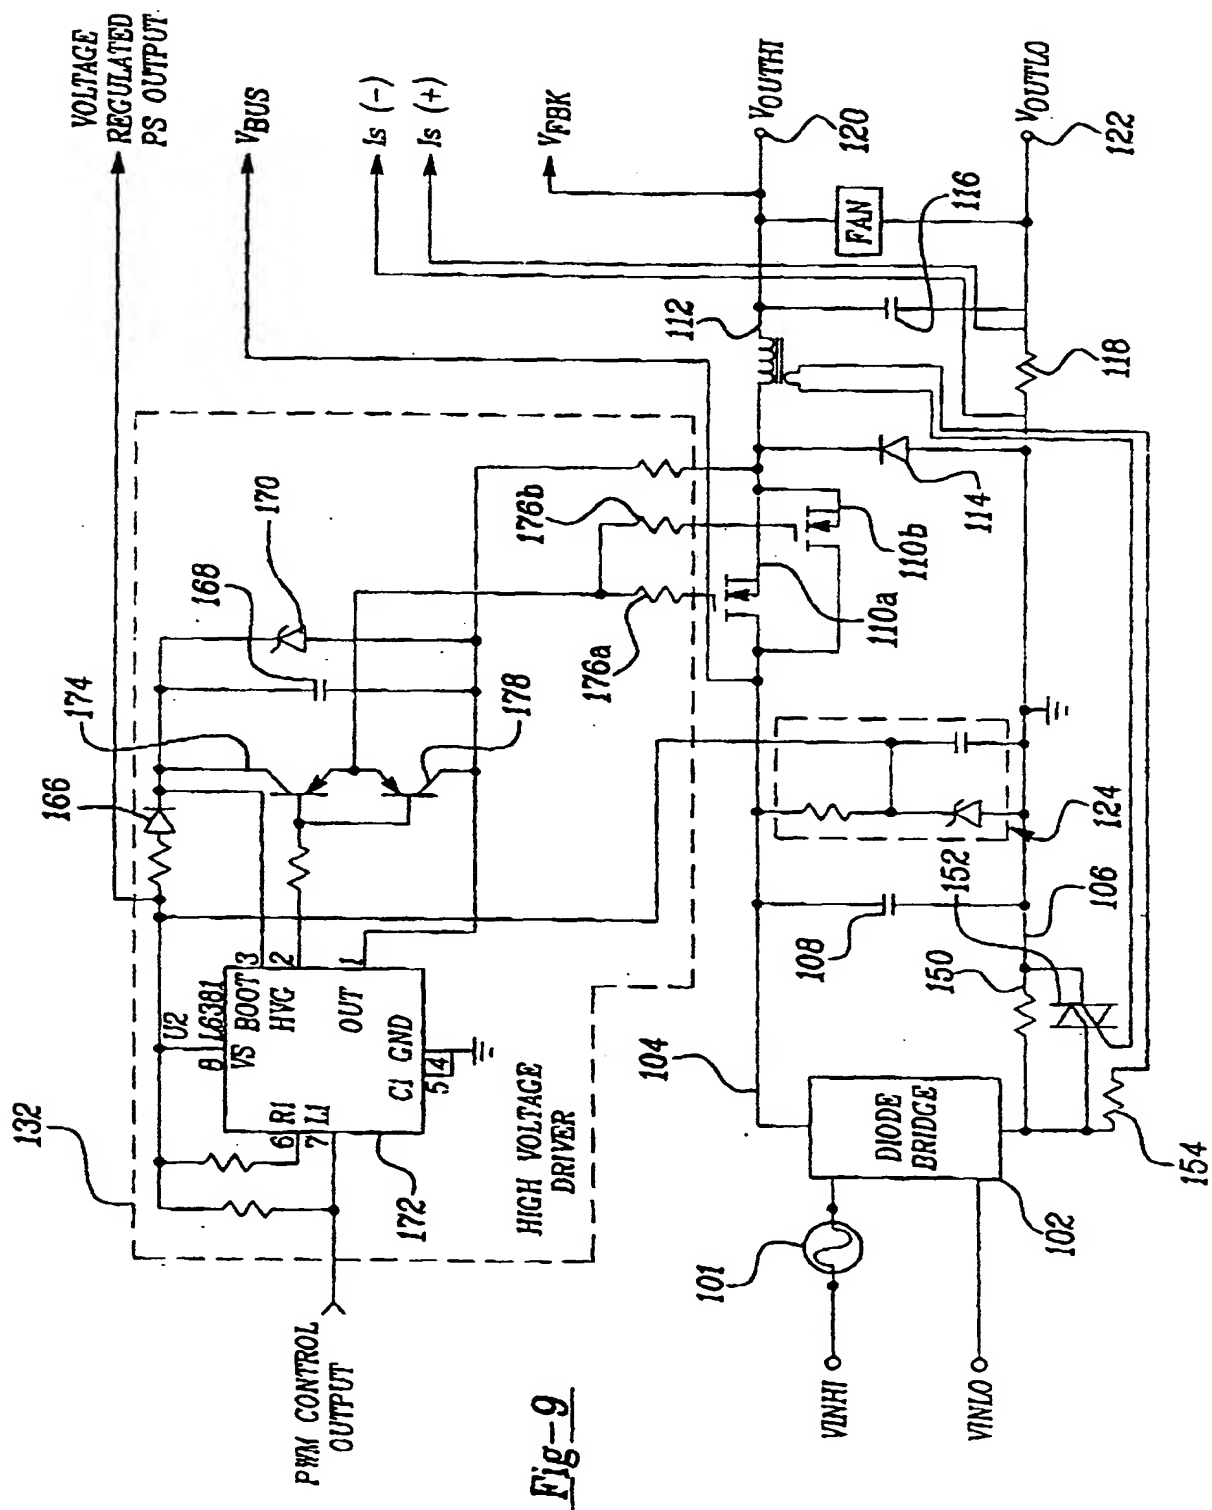 VOLTAGE
REGULATED
PS OUTPUT
VBUS
Is (-)
Is (+)
VFBK
VOUTHI
120
VOUTLO
122
116
FAN
112
118
114
170
168
174
178
176b
176a
110b
110a
166
132
U2
8 L6381
VS BOOT 3
HVG 2
OUT 1
6 R1
7 L1
C1 GND
5 4
172
HIGH VOLTAGE
DRIVER
PWM CONTROL
OUTPUT
124
152
108
106
150
104
DIODE
BRIDGE
154
102
101
VINHI
VINLO
Fig-9